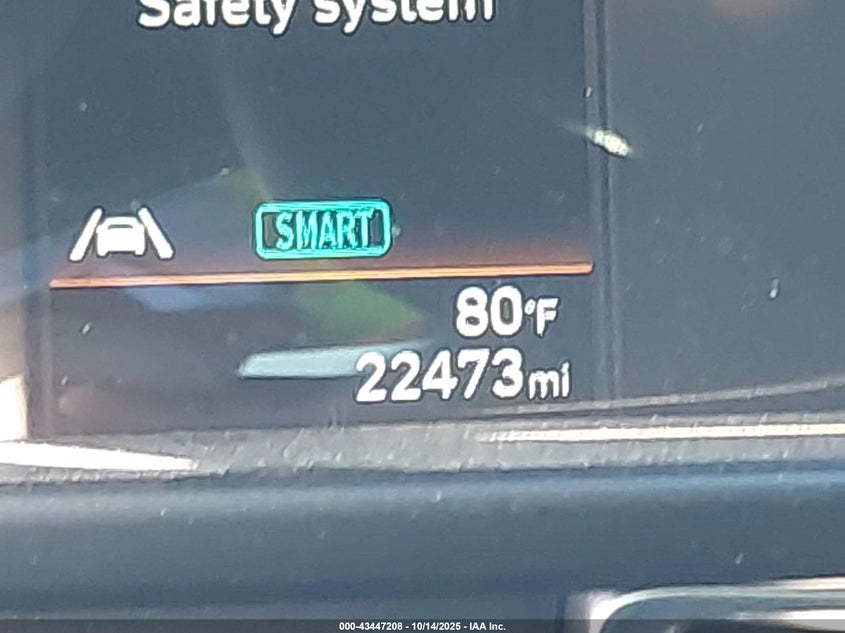 Safety system
SMART
80°F
22473mi
000-43447208 - 10/14/2025 - IAA Inc.